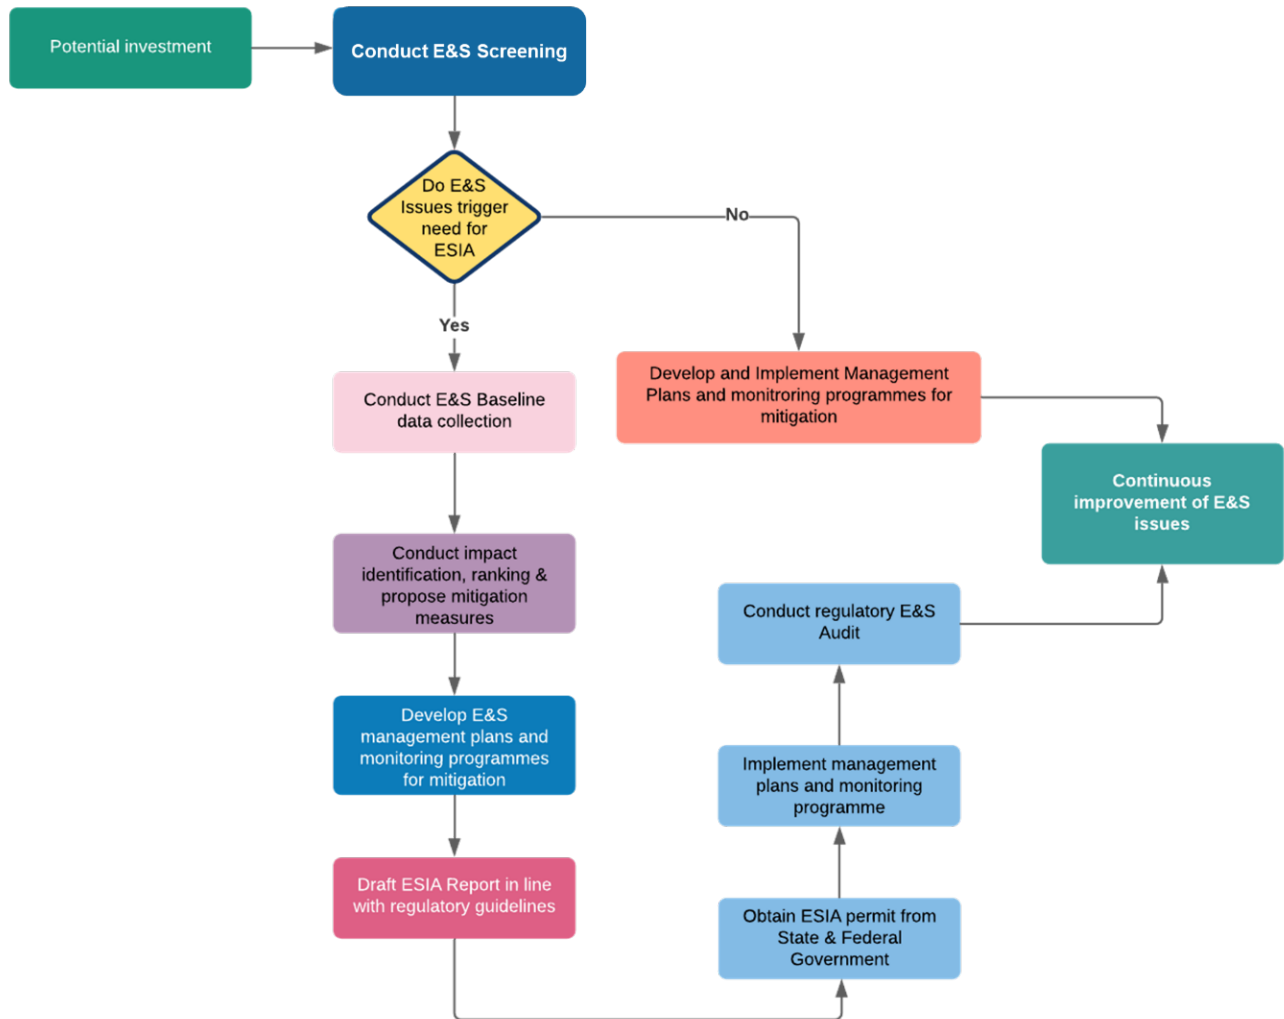 Potential investment
Conduct E&S Screening
Do E&S
Issues trigger
need for
ESIA
No
Yes
Conduct E&S Baseline
data collection
Develop and Implement Management
Plans and monitroring programmes for
mitigation
Continuous
improvement of E&S
issues
Conduct impact
identification, ranking &
propose mitigation
measures
Conduct regulatory E&S
Audit
Develop E&S
management plans and
monitoring programmes
for mitigation
Implement management
plans and monitoring
programme
Draft ESIA Report in line
with regulatory guidelines
Obtain ESIA permit from
State & Federal
Government